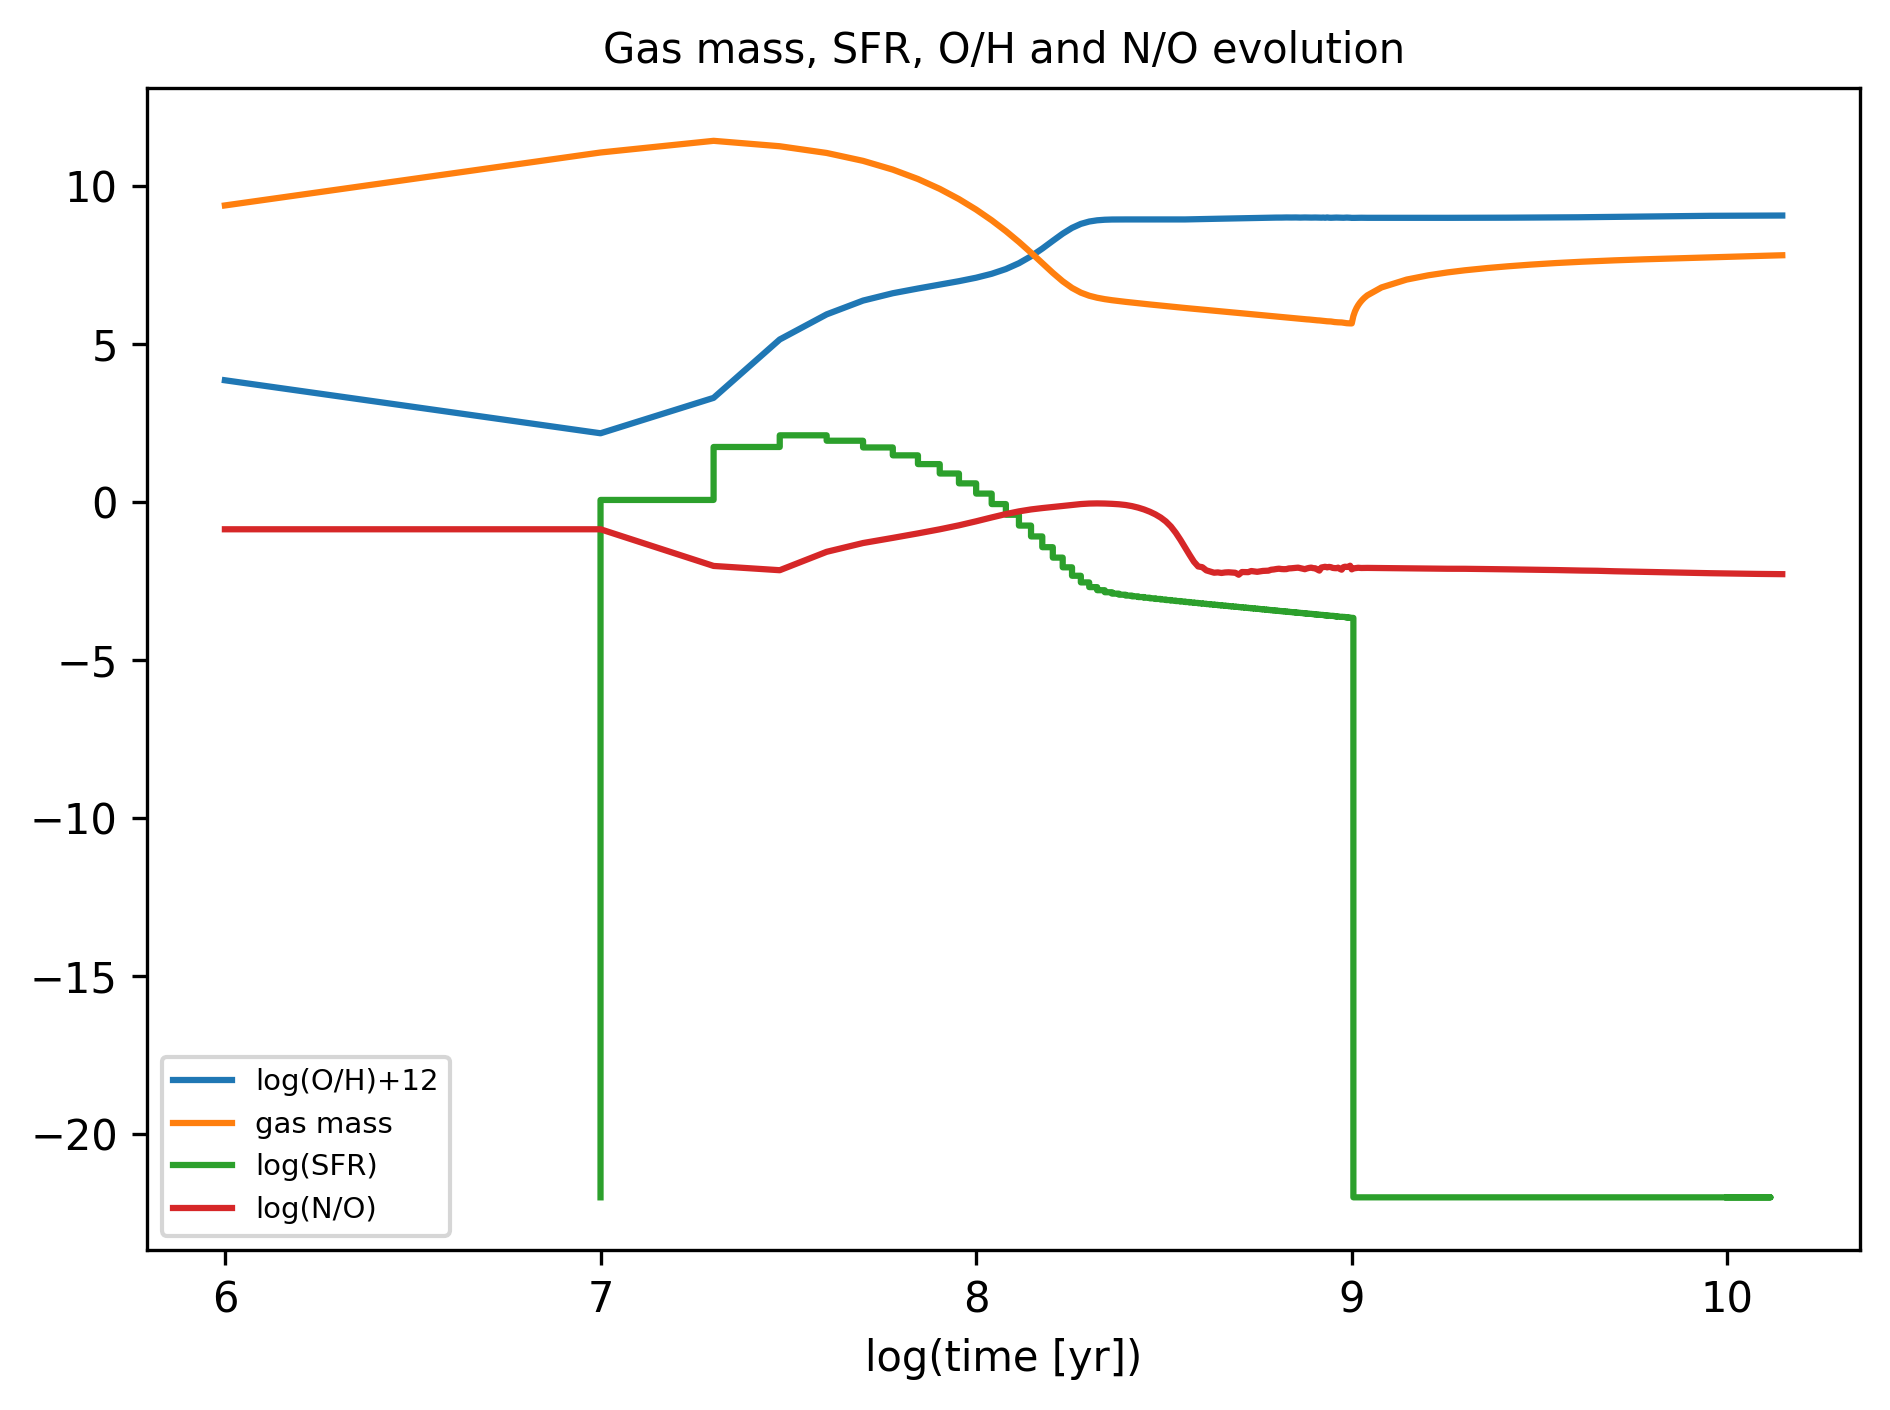 Gas mass, SFR, O/H and N/O evolution
10
5
0
−5
−10
−15
−20
log(O/H)+12
gas mass
log(SFR)
log(N/O)
6 7 8 9 10
log(time [yr])